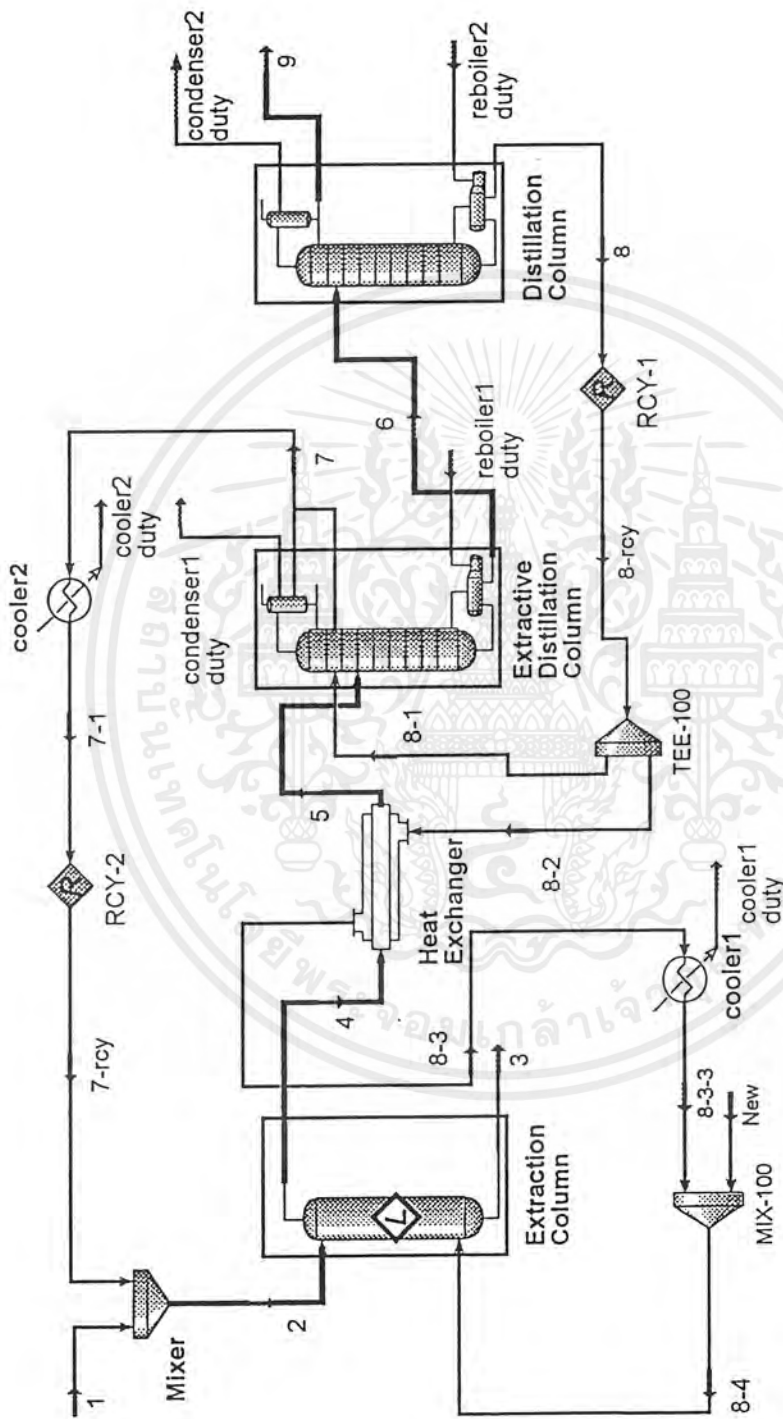 1
Mixer
2
7-rcy
RCY-2
7-1
cooler2
cooler2
duty
7
condenser1
duty
Extraction
Column
L
3
4
Heat
Exchanger
5
8-1
8-2
8-3
Extractive
Distillation
Column
reboiler1
duty
6
condenser2
duty
9
reboiler2
duty
Distillation
Column
8
R
RCY-1
8-rcy
TEE-100
cooler1
cooler1
duty
8-3-3
New
MIX-100
8-4
R